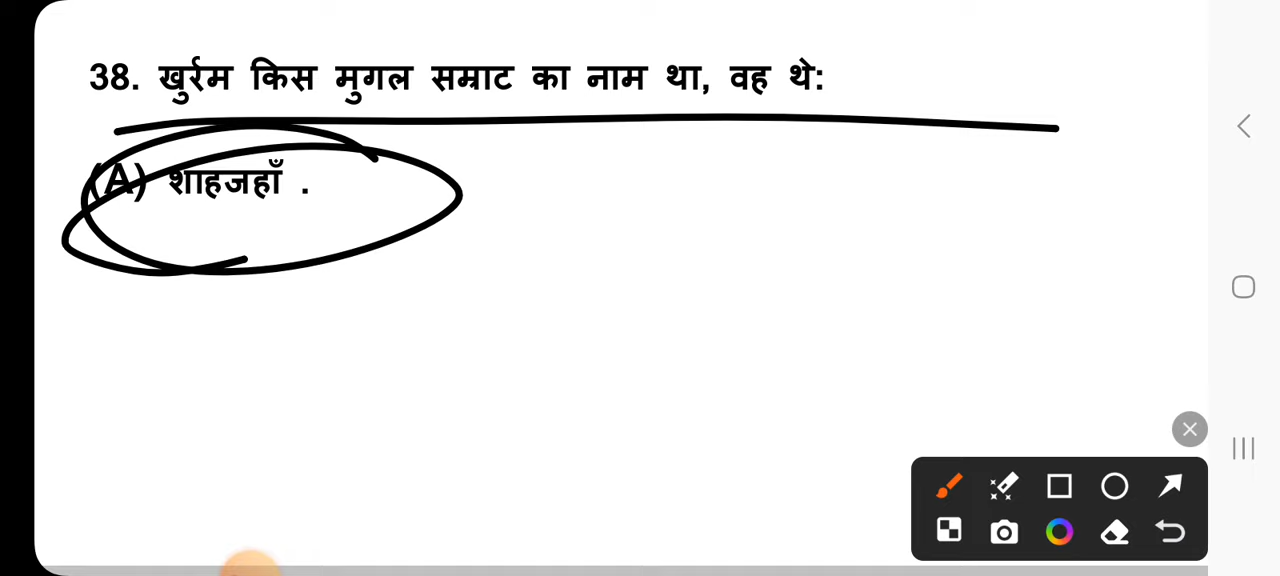 38. खुर्रम किस मुगल सम्राट का नाम था, वह थे:
(A) शाहजहाँ .